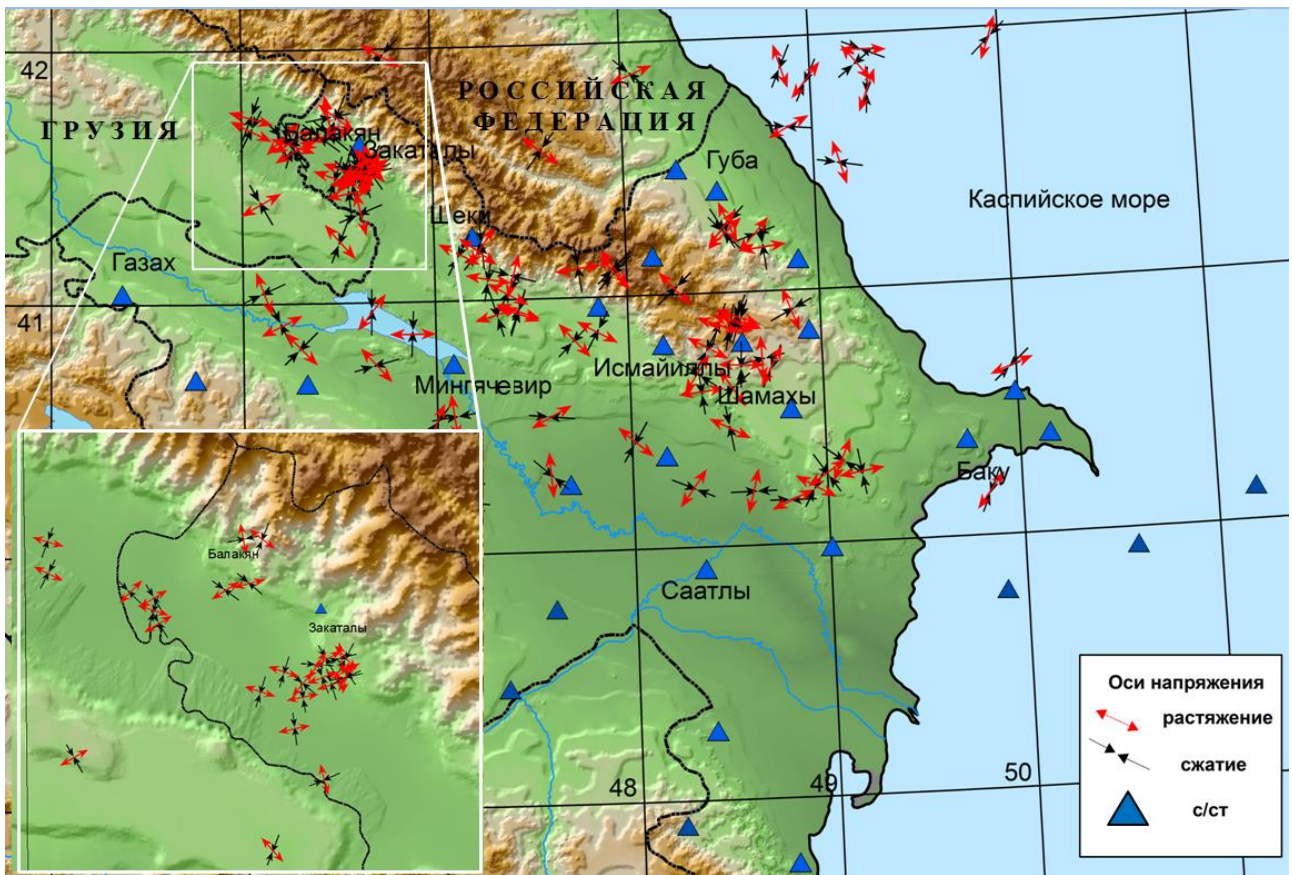 42
ГРУЗИЯ
РОССИЙСКАЯ
ФЕДЕРАЦИЯ
Балакян
Закаталы
Губа
Каспийское море
Шеки
Газах
41
Мингячевир
Исмайиллы
Шамахы
Баку
Саатлы
Балакян
Закаталы
48
49
50
Оси напряжения
растяжение
сжатие
с/ст